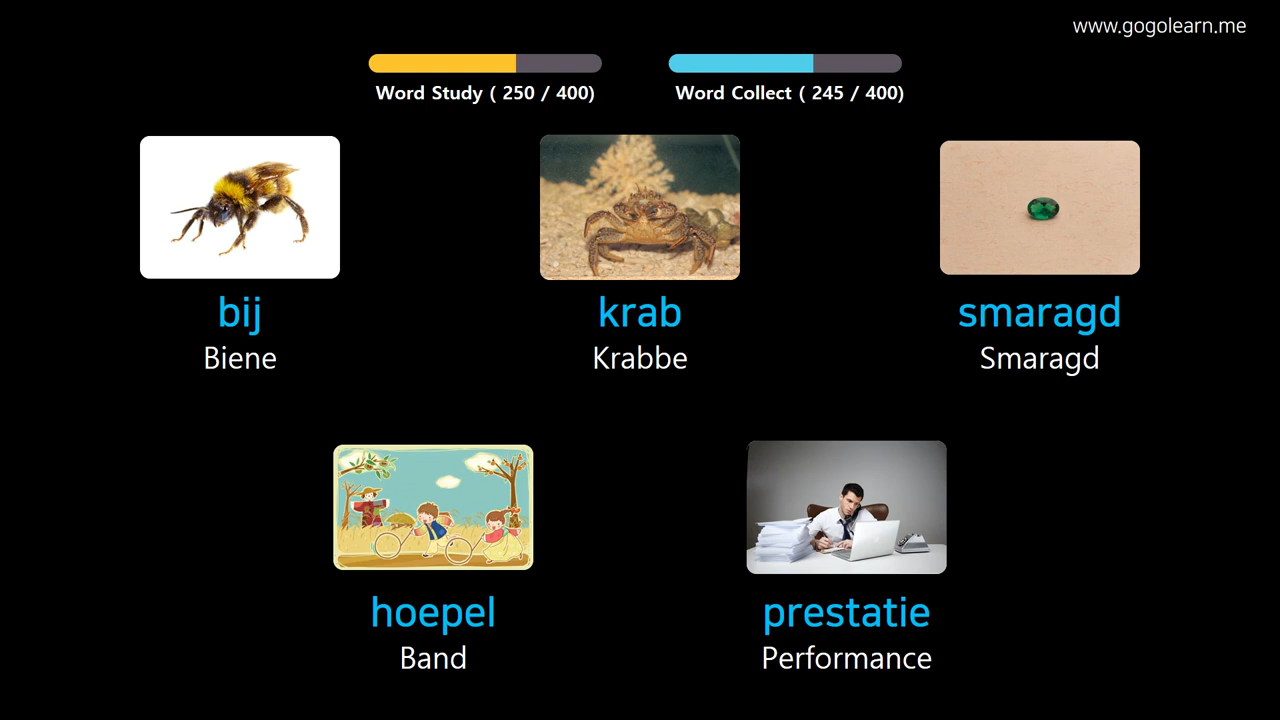 www.gogolearn.me
Word Study ( 250 / 400)
Word Collect ( 245 / 400)
bij
Biene
krab
Krabbe
smaragd
Smaragd
hoepel
Band
prestatie
Performance